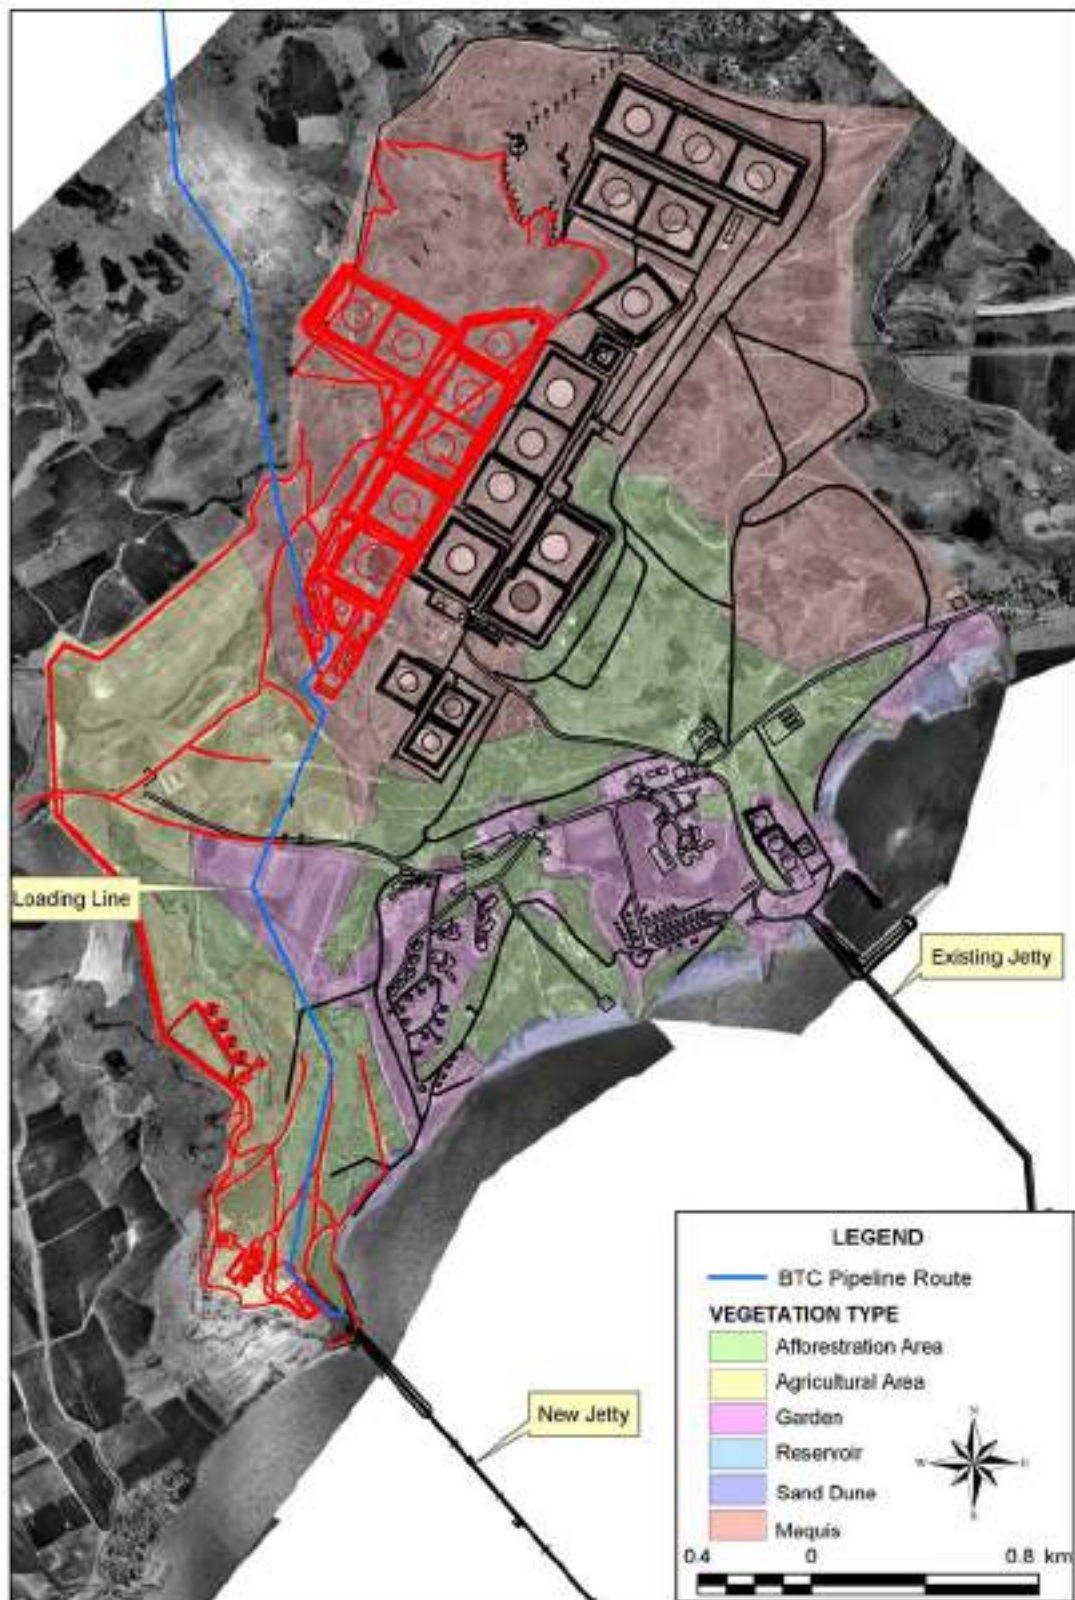 Loading Line
Existing Jetty
New Jetty
LEGEND
BTC Pipeline Route
VEGETATION TYPE
Afforestration Area
Agricultural Area
Garden
Reservoir
Sand Dune
Maquis
N
W
E
S
0.4 0 0.8 km